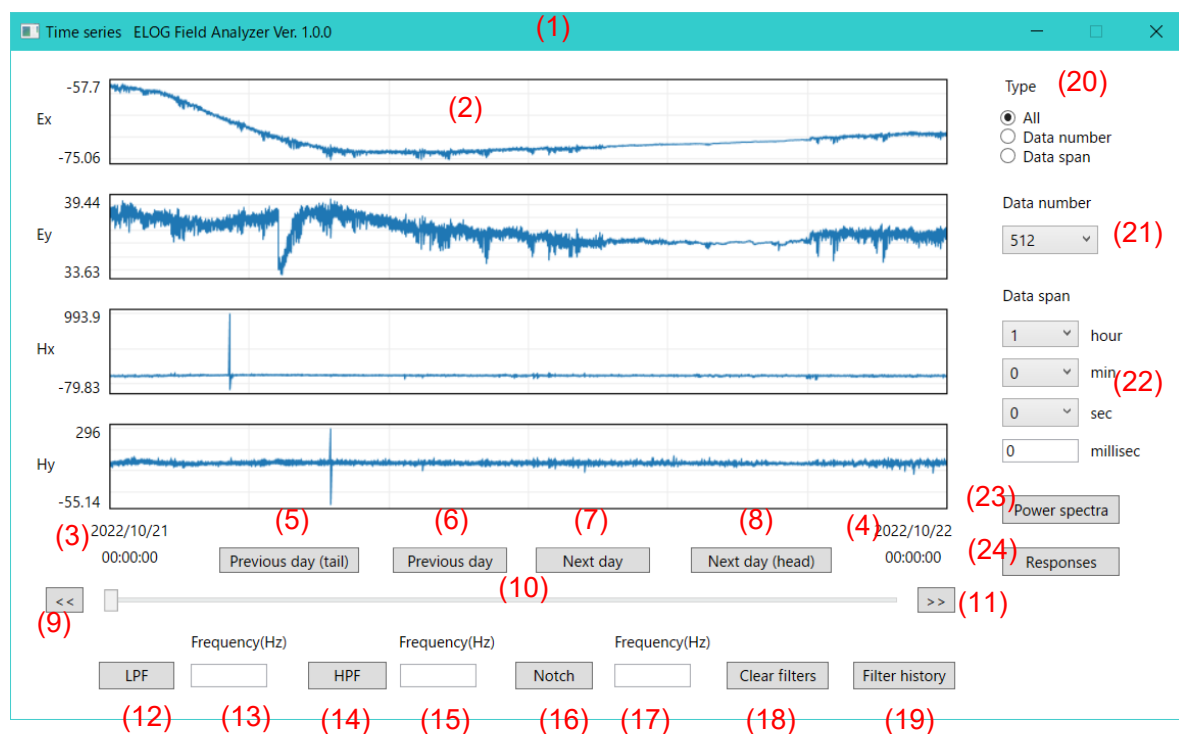 Time series ELOG Field Analyzer Ver. 1.0.0 (1)
-57.7
Ex
-75.06
(2)
39.44
Ey
33.63
993.9
Hx
-79.83
296
Hy
-55.14
Type (20)
All
Data number
Data span
Data number
512 (21)
Data span
1 hour
0 min
(22)
0 sec
0 millisec
(23)
Power spectra
(24)
Responses
(3) 2022/10/21
00:00:00
(5) (6) (7) (8)
Previous day (tail) Previous day Next day Next day (head)
(4) 2022/10/22
00:00:00
<< (10) >> (11)
(9)
Frequency(Hz) Frequency(Hz) Frequency(Hz)
LPF HPF Notch Clear filters Filter history
(12) (13) (14) (15) (16) (17) (18) (19)